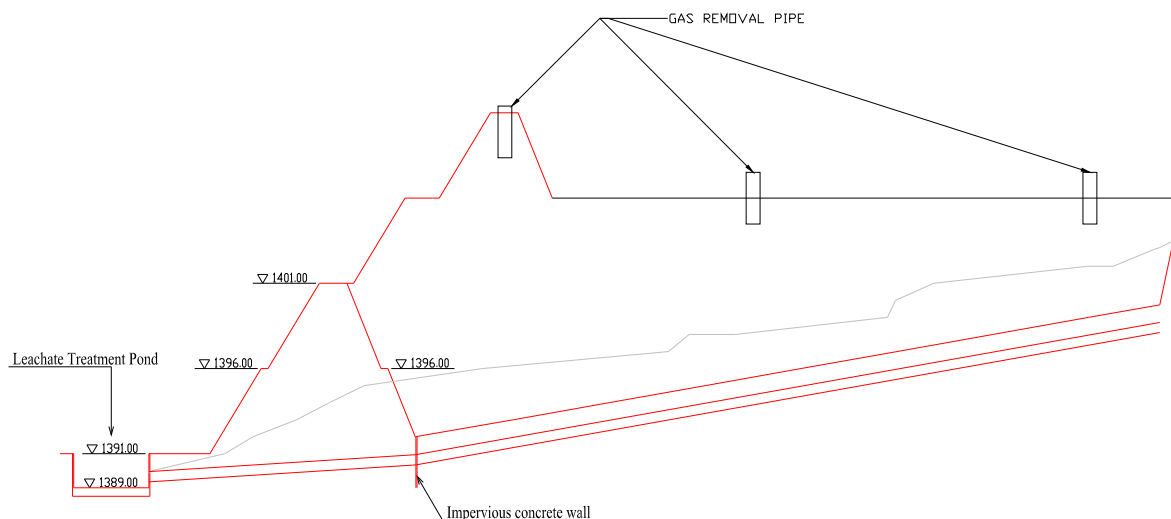 GAS REMOVAL PIPE
1401.00
Leachate Treatment Pond
1396.00
1396.00
1391.00
1389.00
Impervious concrete wall